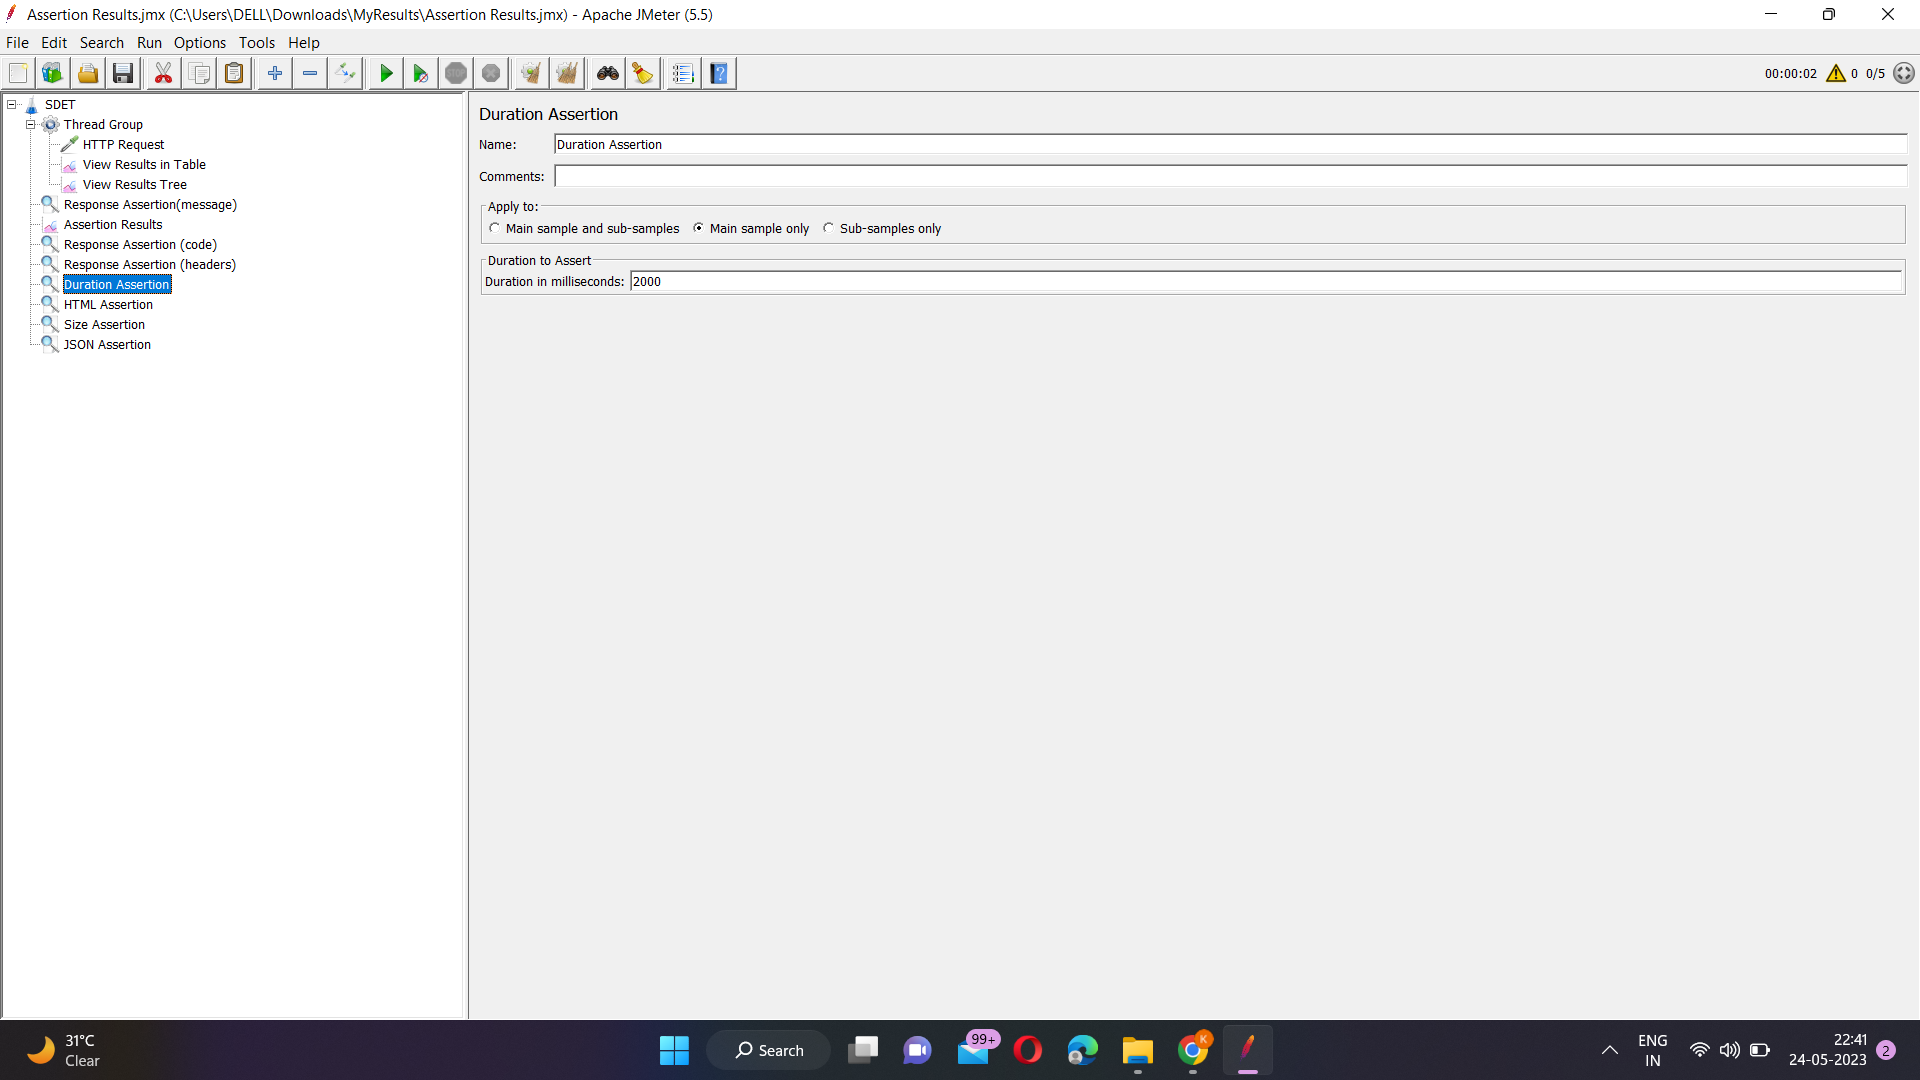 Assertion Results.jmx (C:\Users\DELL\Downloads\MyResults\Assertion Results.jmx) - Apache JMeter (5.5)
File Edit Search Run Options Tools Help
STOP
00:00:02 0 0/5
SDET
Thread Group
HTTP Request
View Results in Table
View Results Tree
Response Assertion(message)
Assertion Results
Response Assertion (code)
Response Assertion (headers)
Duration Assertion
HTML Assertion
Size Assertion
JSON Assertion
Duration Assertion
Name: Duration Assertion
Comments:
Apply to:
Main sample and sub-samples Main sample only Sub-samples only
Duration to Assert
Duration in milliseconds: 2000
31°C
Clear
Search
99+
K
ENG
IN
22:41
24-05-2023
2